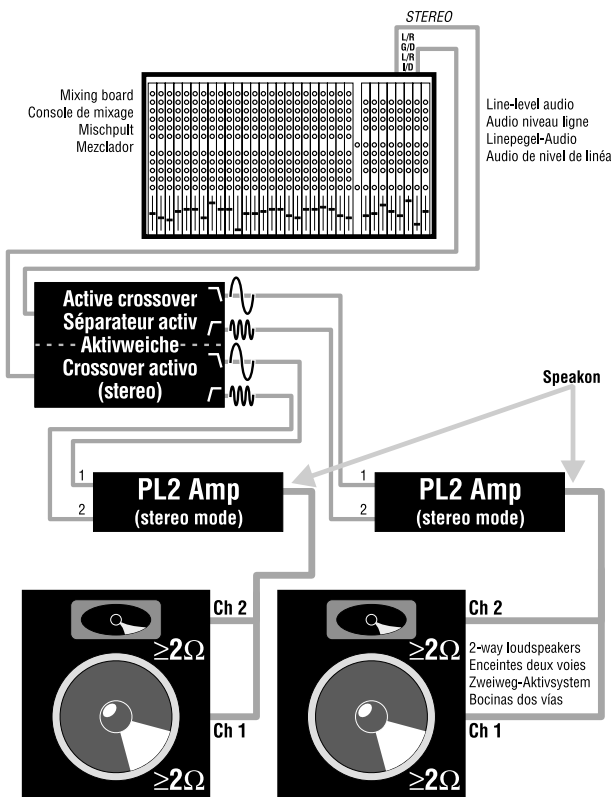 STEREO
L/R
G/D
L/R
I/D
Mixing board
Console de mixage
Mischpult
Mezclador
Line-level audio
Audio niveau ligne
Linepegel-Audio
Audio de nivel de linéa
Active crossover
Séparateur activ
Aktivweiche
Crossover activo
(stereo)
Speakon
1
2
PL2 Amp
(stereo mode)
1
2
PL2 Amp
(stereo mode)
Ch 2
≥2Ω
Ch 1
≥2Ω
Ch 2
≥2Ω
2-way loudspeakers
Enceintes deux voies
Zweiweg-Aktivsystem
Bocinas dos vías
Ch 1
≥2Ω